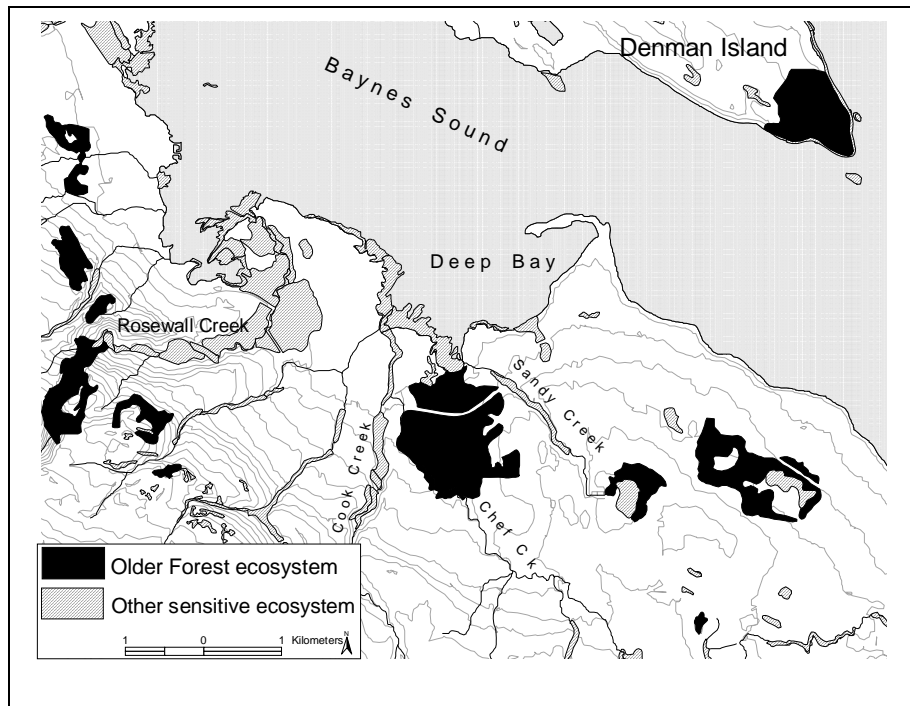 Denman Island
Baynes Sound
Deep Bay
Rosewall Creek
Sandy Creek
Cook Creek
Chef Ck
Older Forest ecosystem
Other sensitive ecosystem
1 0 1 Kilometers N